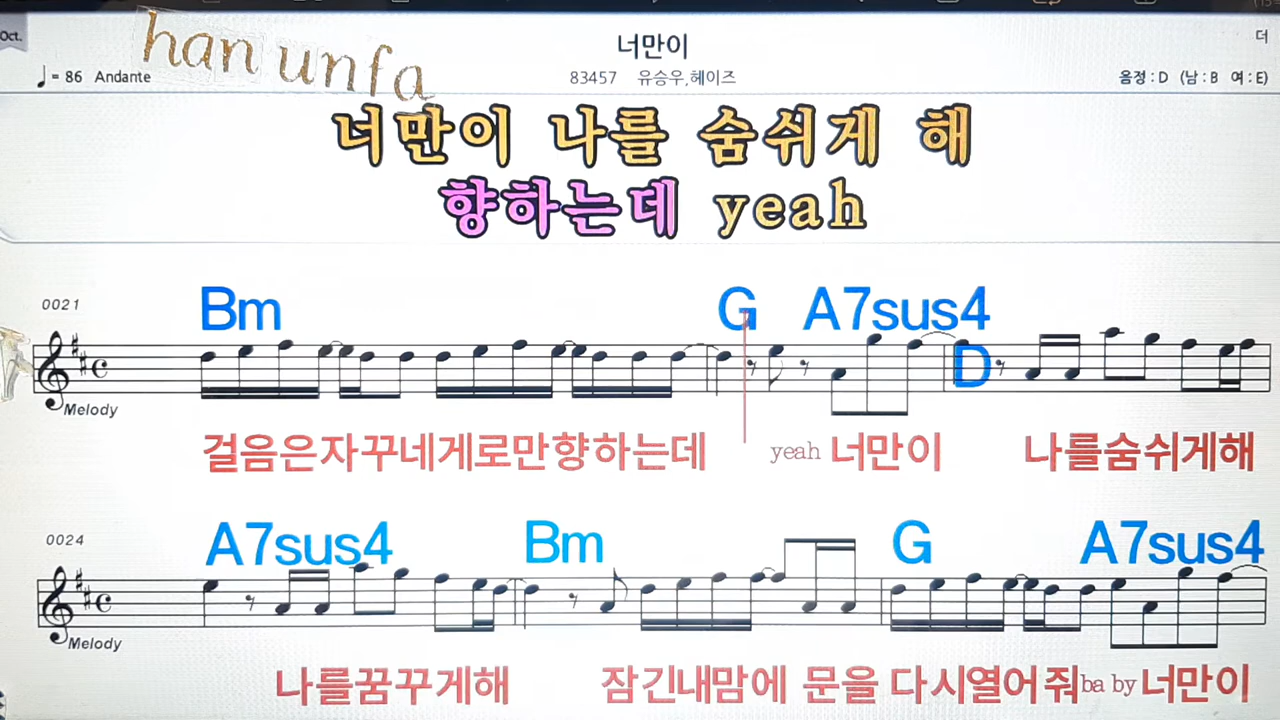 Oct.
han unfa
너만이
더
♩= 86 Andante
83457 유승우,헤이즈
음정 : D (남 : B 여 : E)
너만이 나를 숨쉬게 해
향하는데 yeah
0021
Bm G A7sus4
D
Melody
걸음은자꾸네게로만향하는데 yeah 너만이 나를숨쉬게해
0024
A7sus4 Bm G A7sus4
Melody
나를꿈꾸게해 잠긴내맘에 문을 다시열어줘ba by너만이